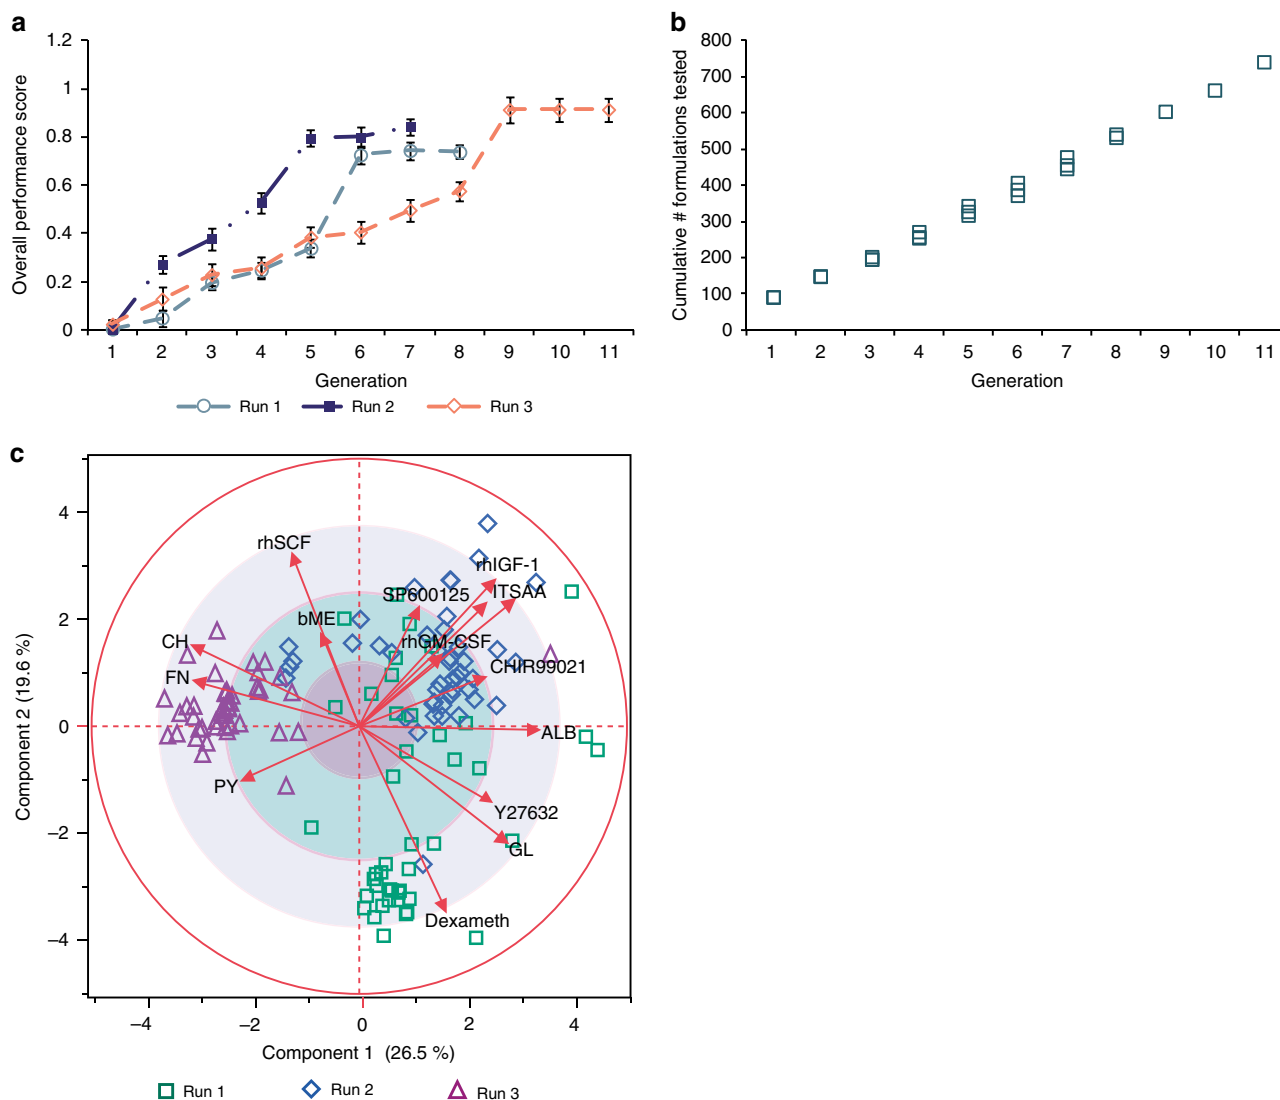 a
Overall performance score
1.2
1
0.8
0.6
0.4
0.2
0
1 2 3 4 5 6 7 8 9 10 11
Generation
Run 1 Run 2 Run 3
b
Cumulative # formulations tested
800
700
600
500
400
300
200
100
0
1 2 3 4 5 6 7 8 9 10 11
Generation
c
Component 2 (19.6 %)
4
2
0
−2
−4
rhSCF
rhIGF-1
SP600125
ITSAA
bME
CH
rhGM-CSF
CHIR99021
FN
ALB
PY
Y27632
GL
Dexameth
−4 −2 0 2 4
Component 1 (26.5 %)
Run 1 Run 2 Run 3